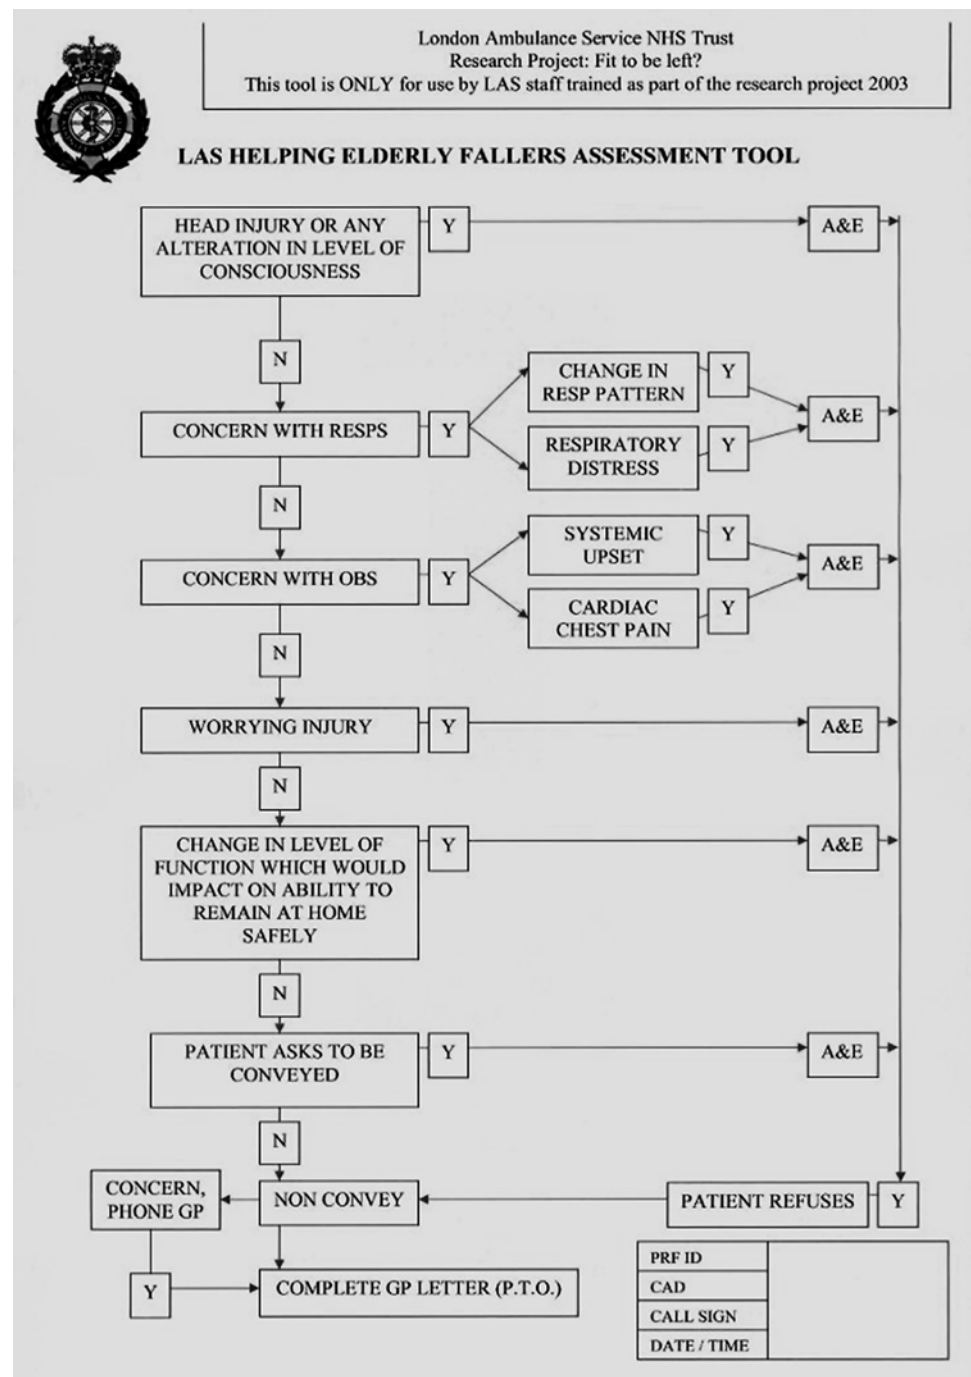 London Ambulance Service NHS Trust
Research Project: Fit to be left?
This tool is ONLY for use by LAS staff trained as part of the research project 2003
LAS HELPING ELDERLY FALLERS ASSESSMENT TOOL
HEAD INJURY OR ANY
ALTERATION IN LEVEL OF
CONSCIOUSNESS
Y
A&E
N
CHANGE IN
RESP PATTERN
Y
CONCERN WITH RESPS
Y
A&E
RESPIRATORY
DISTRESS
Y
N
SYSTEMIC
UPSET
Y
CONCERN WITH OBS
Y
A&E
CARDIAC
CHEST PAIN
Y
N
WORRYING INJURY
Y
A&E
N
CHANGE IN LEVEL OF
FUNCTION WHICH WOULD
IMPACT ON ABILITY TO
REMAIN AT HOME
SAFELY
Y
A&E
N
PATIENT ASKS TO BE
CONVEYED
Y
A&E
N
CONCERN,
PHONE GP
NON CONVEY
PATIENT REFUSES
Y
Y
COMPLETE GP LETTER (P.T.O.)
PRF ID
CAD
CALL SIGN
DATE / TIME